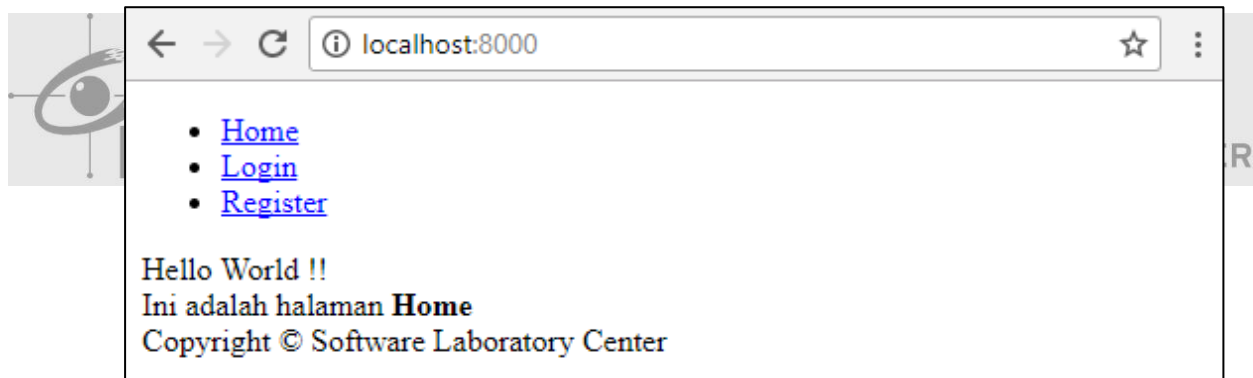 localhost:8000
Home
Login
Register
Hello World !!
Ini adalah halaman Home
Copyright © Software Laboratory Center